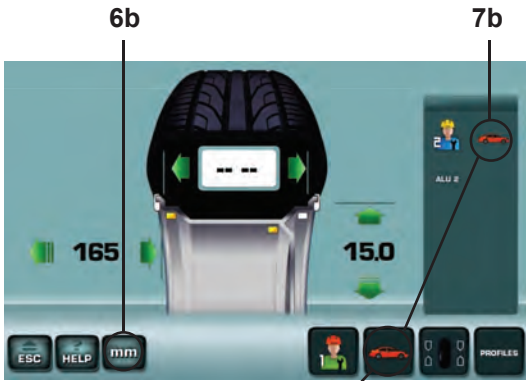 6b 7b
2
ALU 2
-- --
165 15.0
ESC ? HELP mm 1 PROFILES